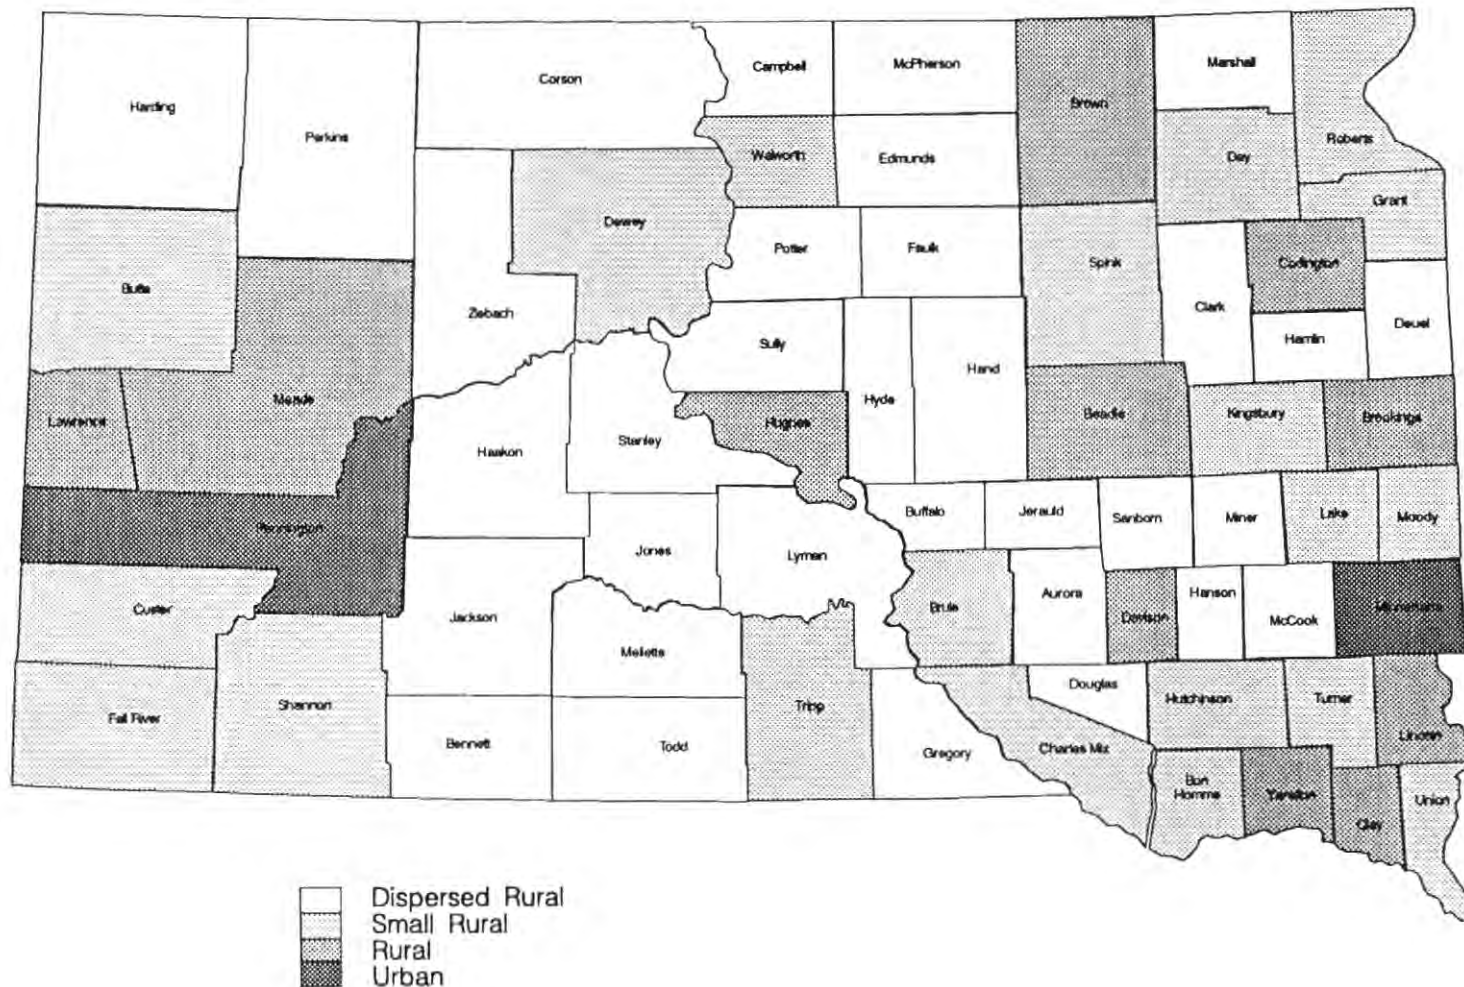 Harding
Perkins
Corson
Campbell
McPherson
Brown
Marshall
Roberts
Walworth
Edmunds
Day
Grant
Butte
Dewey
Potter
Faulk
Spink
Clark
Codington
Deuel
Hamlin
Ziebach
Sully
Hyde
Hand
Lawrence
Meade
Haakon
Stanley
Hughes
Beadle
Kingsbury
Brookings
Pennington
Jones
Lyman
Buffalo
Jerauld
Sanborn
Miner
Lake
Moody
Custer
Jackson
Mellette
Brule
Aurora
Davison
Hanson
McCook
Minnehaha
Fall River
Shannon
Bennett
Todd
Tripp
Gregory
Charles Mix
Douglas
Hutchinson
Turner
Lincoln
Bon
Homme
Yankton
Clay
Union
Dispersed Rural
Small Rural
Rural
Urban